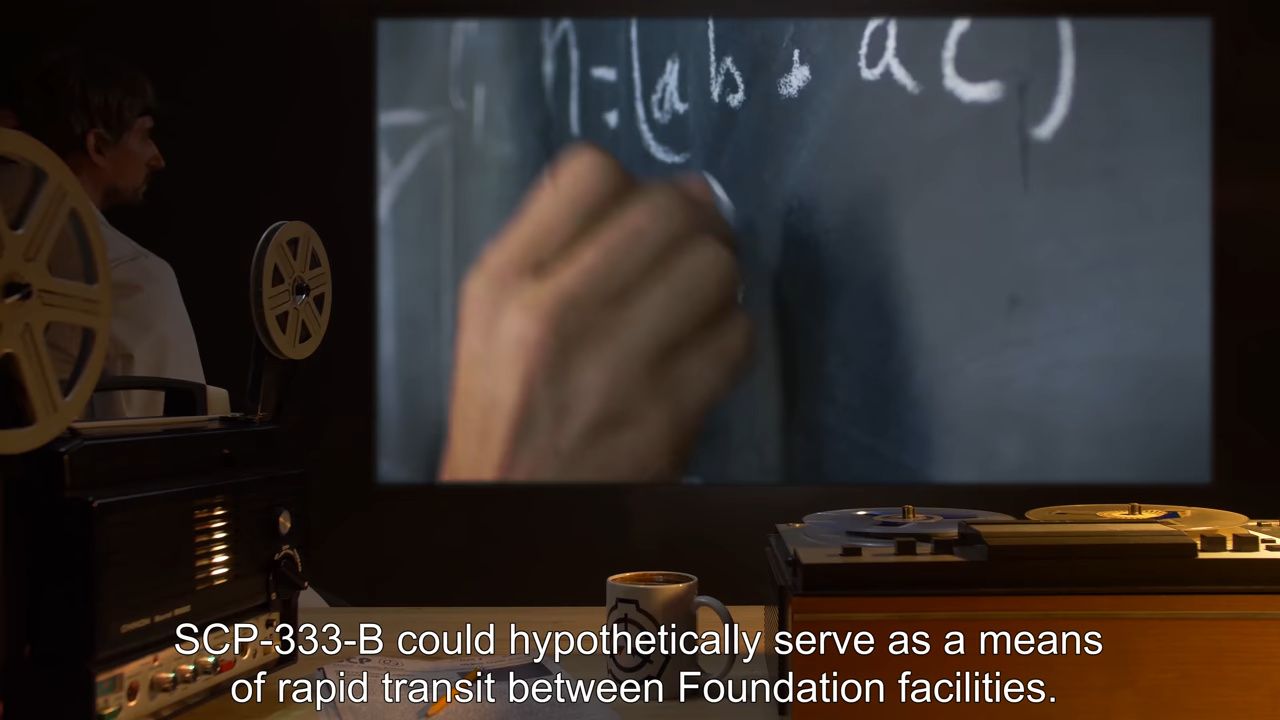 n = (ab · ac)
SCP-333-B could hypothetically serve as a means
of rapid transit between Foundation facilities.